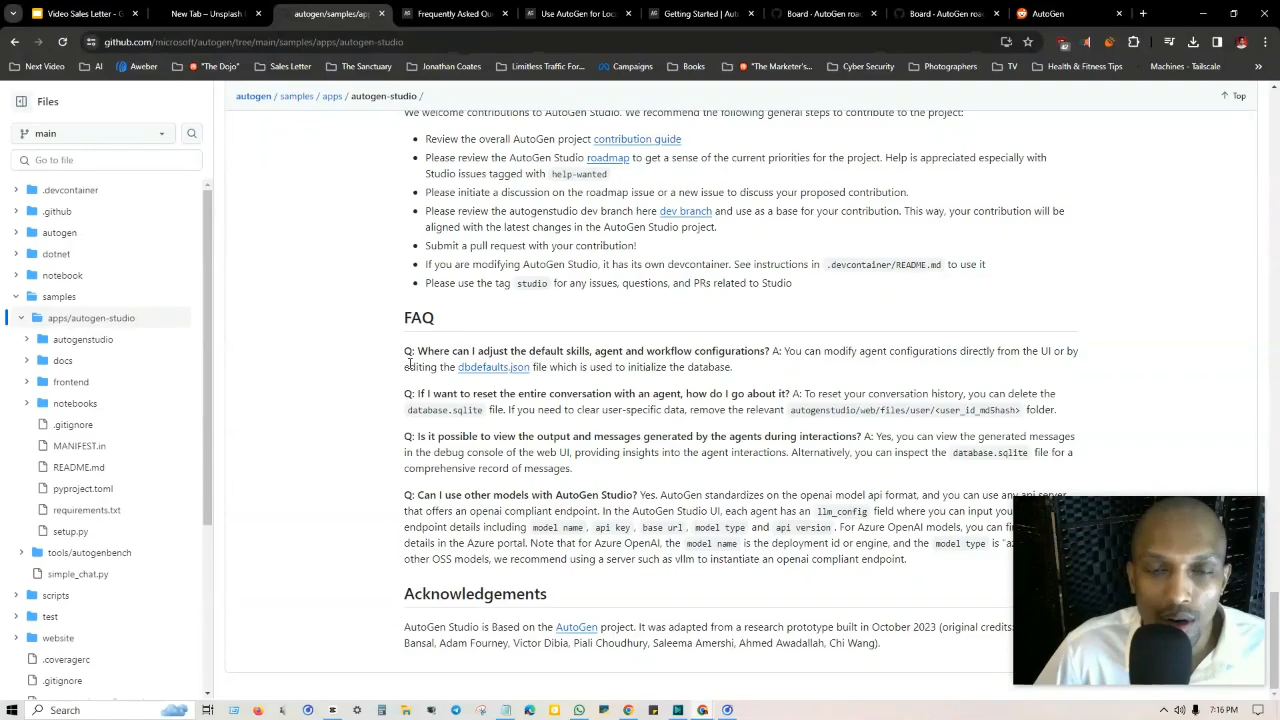 Video Sales Letter - G
New Tab – Unsplash I
autogen/samples/app
Frequently Asked Qu
Use AutoGen for Loc
Getting Started | Aut
Board - AutoGen roa
Board - AutoGen roa
AutoGen
github.com/microsoft/autogen/tree/main/samples/apps/autogen-studio
Next Video
AI
Aweber
"The Dojo"
Sales Letter
The Sanctuary
Jonathan Coates
Limitless Traffic For...
Campaigns
Books
"The Marketer's...
Cyber Security
Photographers
TV
Health & Fitness Tips
Machines - Tailscale
Files
main
Go to file
.devcontainer
.github
autogen
dotnet
notebook
samples
apps/autogen-studio
autogenstudio
docs
frontend
notebooks
.gitignore
MANIFEST.in
README.md
pyproject.toml
requirements.txt
setup.py
tools/autogenbench
simple_chat.py
scripts
test
website
.coveragerc
.gitignore
autogen / samples / apps / autogen-studio /
Top
We welcome contributions to AutoGen Studio. We recommend the following general steps to contribute to the project:
• Review the overall AutoGen project contribution guide
• Please review the AutoGen Studio roadmap to get a sense of the current priorities for the project. Help is appreciated especially with
Studio issues tagged with help-wanted
• Please initiate a discussion on the roadmap issue or a new issue to discuss your proposed contribution.
• Please review the autogenstudio dev branch here dev branch and use as a base for your contribution. This way, your contribution will be
aligned with the latest changes in the AutoGen Studio project.
• Submit a pull request with your contribution!
• If you are modifying AutoGen Studio, it has its own devcontainer. See instructions in .devcontainer/README.md to use it
• Please use the tag studio for any issues, questions, and PRs related to Studio
FAQ
Q: Where can I adjust the default skills, agent and workflow configurations? A: You can modify agent configurations directly from the UI or by
editing the dbdefaults.json file which is used to initialize the database.
Q: If I want to reset the entire conversation with an agent, how do I go about it? A: To reset your conversation history, you can delete the
database.sqlite file. If you need to clear user-specific data, remove the relevant autogenstudio/web/files/user/<user_id_md5hash> folder.
Q: Is it possible to view the output and messages generated by the agents during interactions? A: Yes, you can view the generated messages
in the debug console of the web UI, providing insights into the agent interactions. Alternatively, you can inspect the database.sqlite file for a
comprehensive record of messages.
Q: Can I use other models with AutoGen Studio? Yes. AutoGen standardizes on the openai model api format, and you can use any api server
that offers an openai compliant endpoint. In the AutoGen Studio UI, each agent has an llm_config field where you can input you
endpoint details including model name, api key, base url, model type and api version. For Azure OpenAI models, you can fin
details in the Azure portal. Note that for Azure OpenAI, the model name is the deployment id or engine, and the model type is "az
other OSS models, we recommend using a server such as vllm to instantiate an openai compliant endpoint.
Acknowledgements
AutoGen Studio is Based on the AutoGen project. It was adapted from a research prototype built in October 2023 (original credits:
Bansal, Adam Fourney, Victor Dibia, Piali Choudhury, Saleema Amershi, Ahmed Awadallah, Chi Wang).
Search
7:16 PM